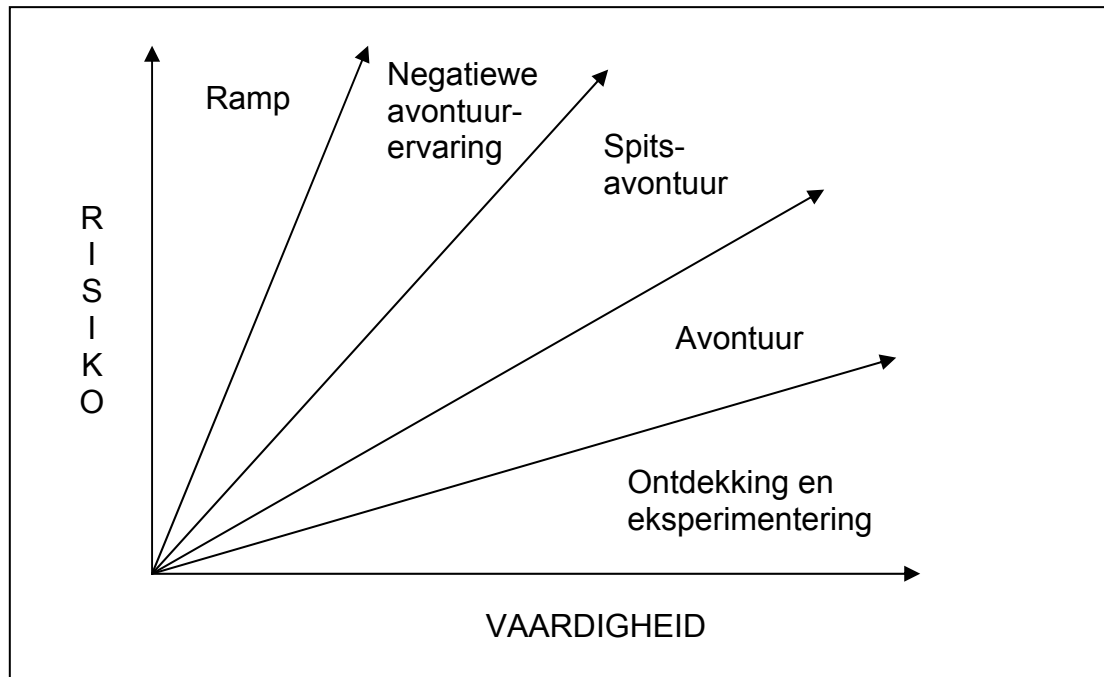 Ramp
Negatiewe
avontuur-
ervaring
Spits-
avontuur
R
I
S
I
K
O
Avontuur
Ontdekking en
eksperimentering
VAARDIGHEID